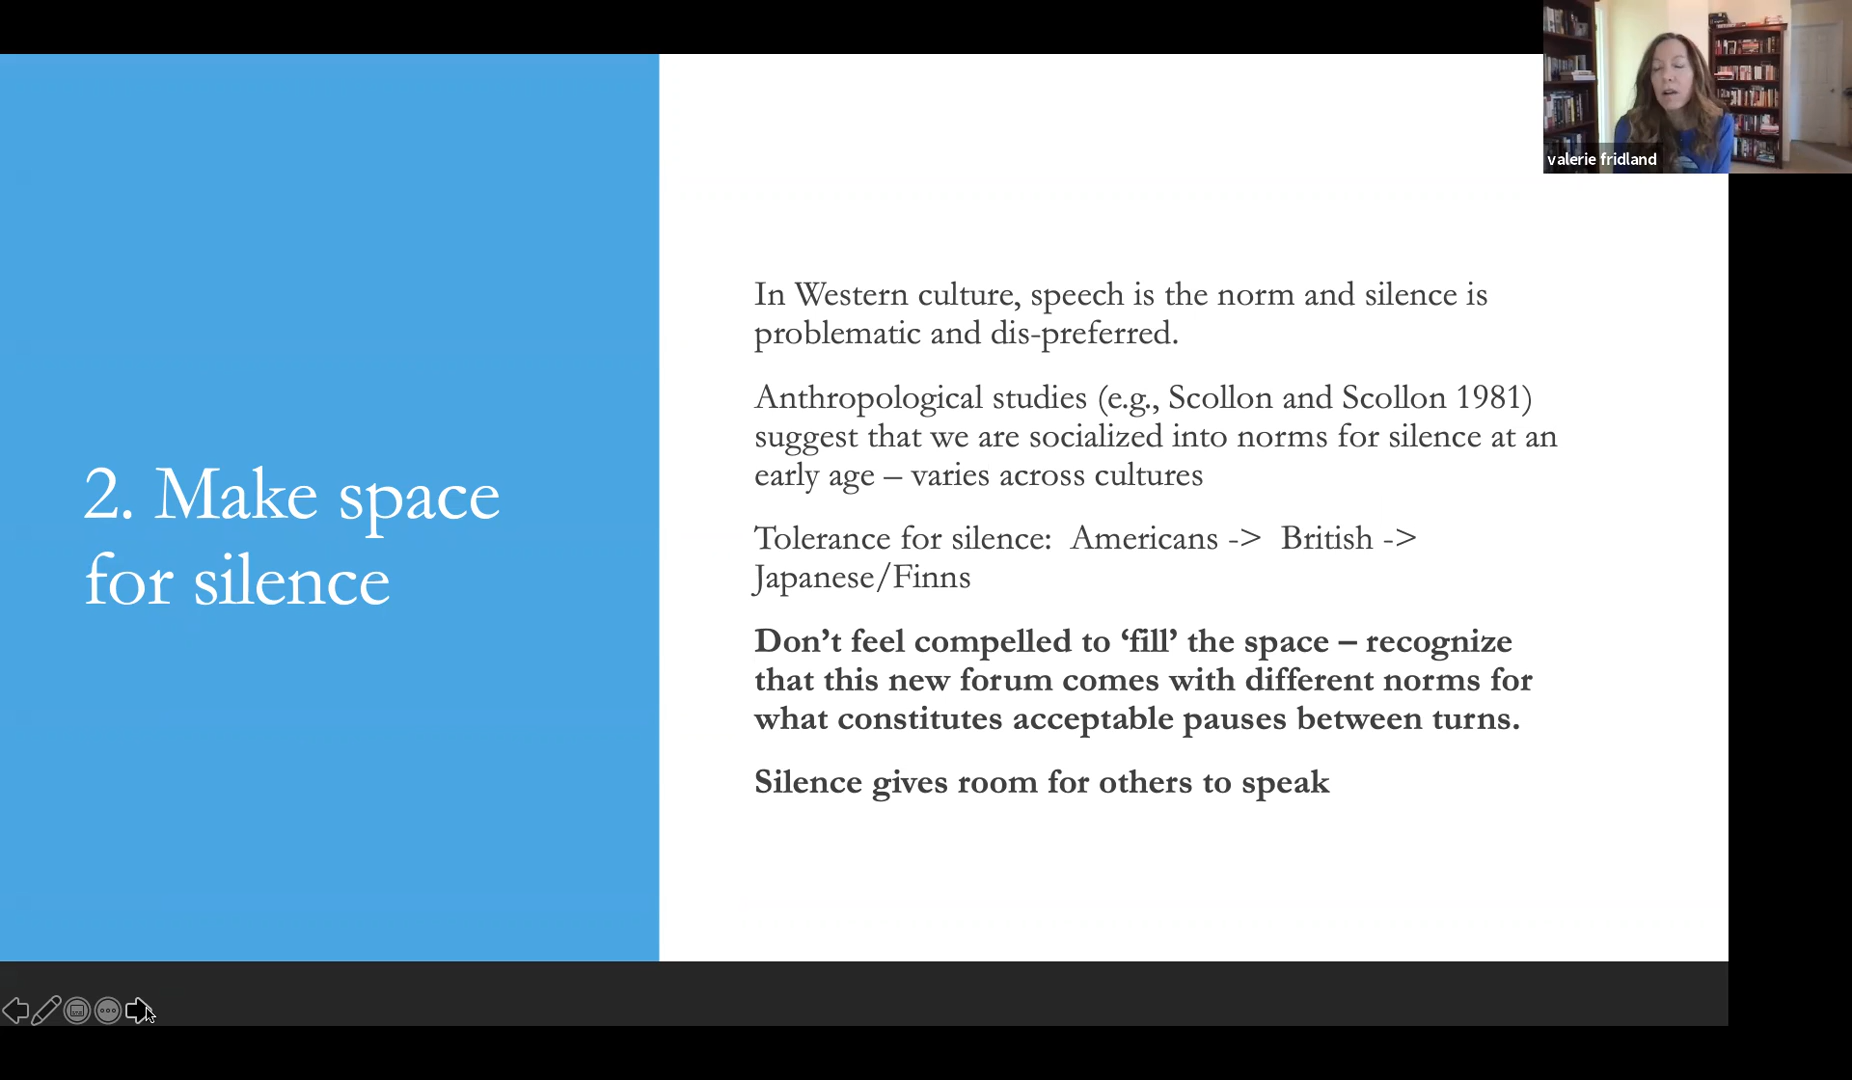 valerie fridland
2. Make space
for silence
In Western culture, speech is the norm and silence is
problematic and dis-preferred.
Anthropological studies (e.g., Scollon and Scollon 1981)
suggest that we are socialized into norms for silence at an
early age – varies across cultures
Tolerance for silence:  Americans ->  British ->
Japanese/Finns
Don’t feel compelled to ‘fill’ the space – recognize
that this new forum comes with different norms for
what constitutes acceptable pauses between turns.
Silence gives room for others to speak